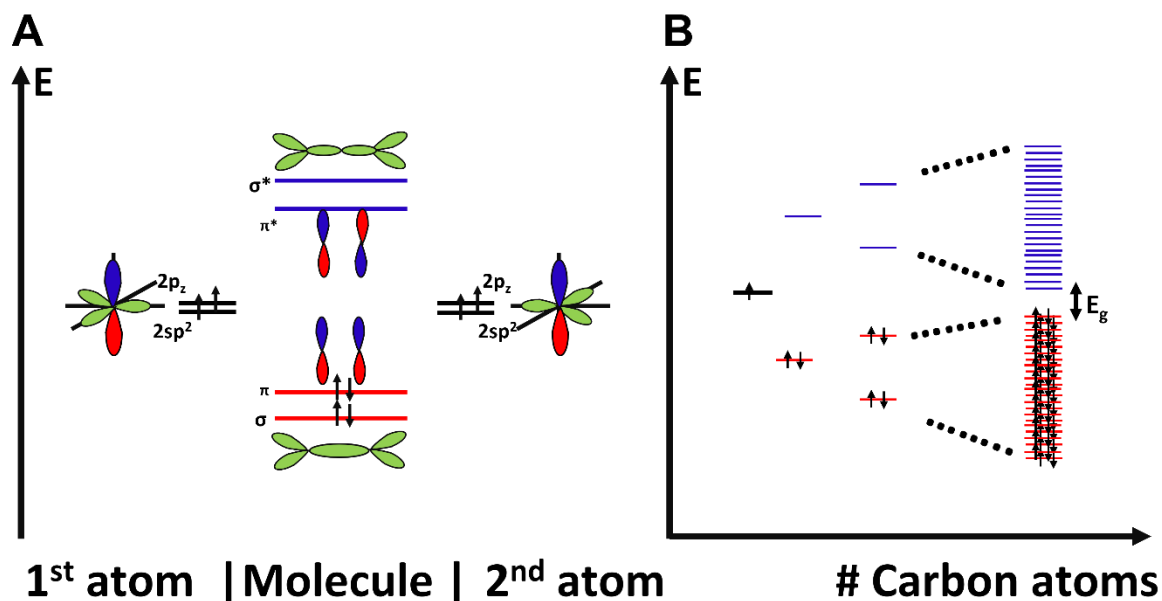 A
E
σ*
π*
2pz
2sp²
2pz
2sp²
π
σ
1st atom | Molecule | 2nd atom
B
E
Eg
# Carbon atoms